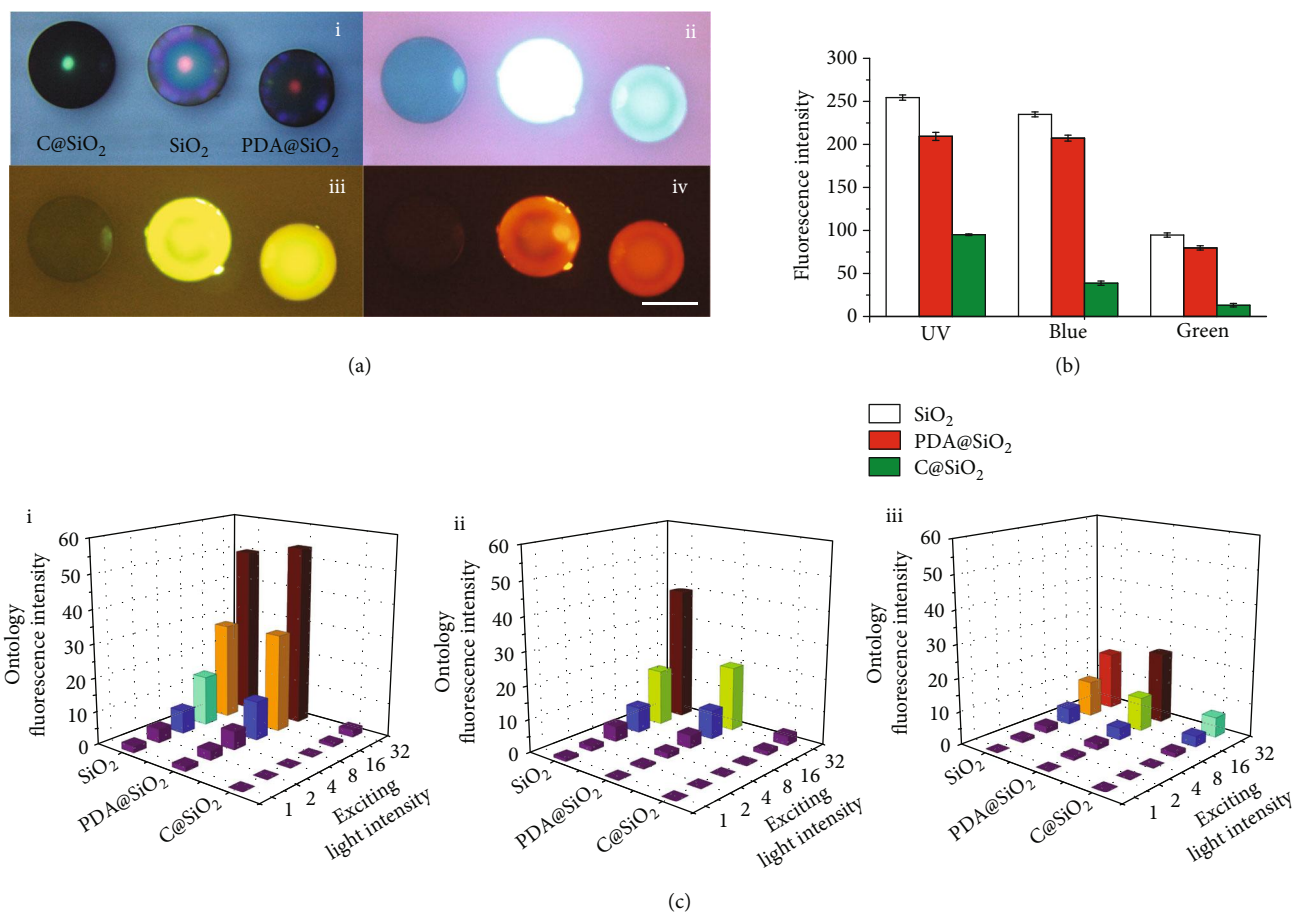 i
C@SiO₂ SiO₂ PDA@SiO₂
ii
iii
iv
(a)
300
250
200
150
100
50
0
Fluorescence intensity
UV Blue Green
(b)
SiO₂
PDA@SiO₂
C@SiO₂
i
60
50
40
30
20
10
0
Ontology
fluorescence intensity
SiO₂
PDA@SiO₂
C@SiO₂
1 2 4 8 16 32
Exciting
light intensity
ii
60
50
40
30
20
10
0
Ontology
fluorescence intensity
SiO₂
PDA@SiO₂
C@SiO₂
1 2 4 8 16 32
Exciting
light intensity
iii
60
50
40
30
20
10
0
Ontology
fluorescence intensity
SiO₂
PDA@SiO₂
C@SiO₂
1 2 4 8 16 32
Exciting
light intensity
(c)